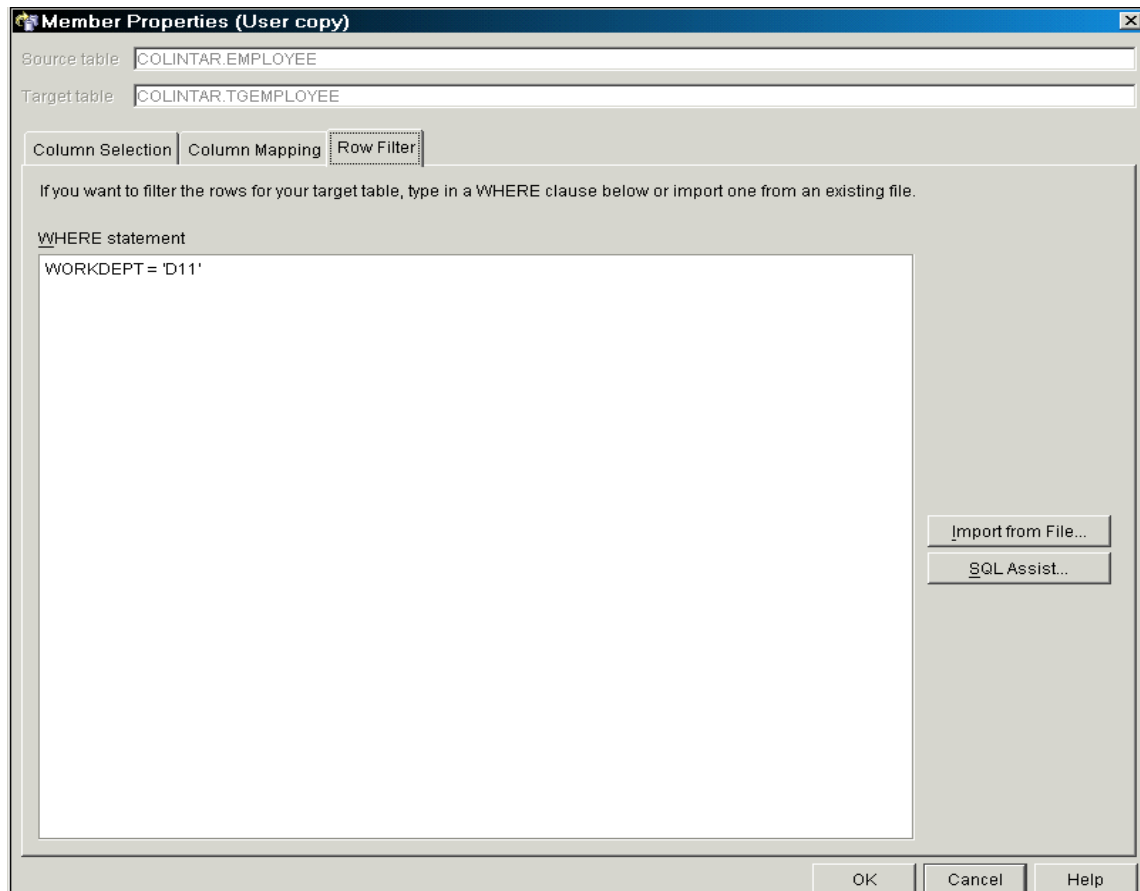 Member Properties (User copy)
Source table COLINTAR.EMPLOYEE
Target table COLINTAR.TGEMPLOYEE
Column Selection Column Mapping Row Filter
If you want to filter the rows for your target table, type in a WHERE clause below or import one from an existing file.
WHERE statement
WORKDEPT = 'D11'
Import from File...
SQL Assist...
OK Cancel Help